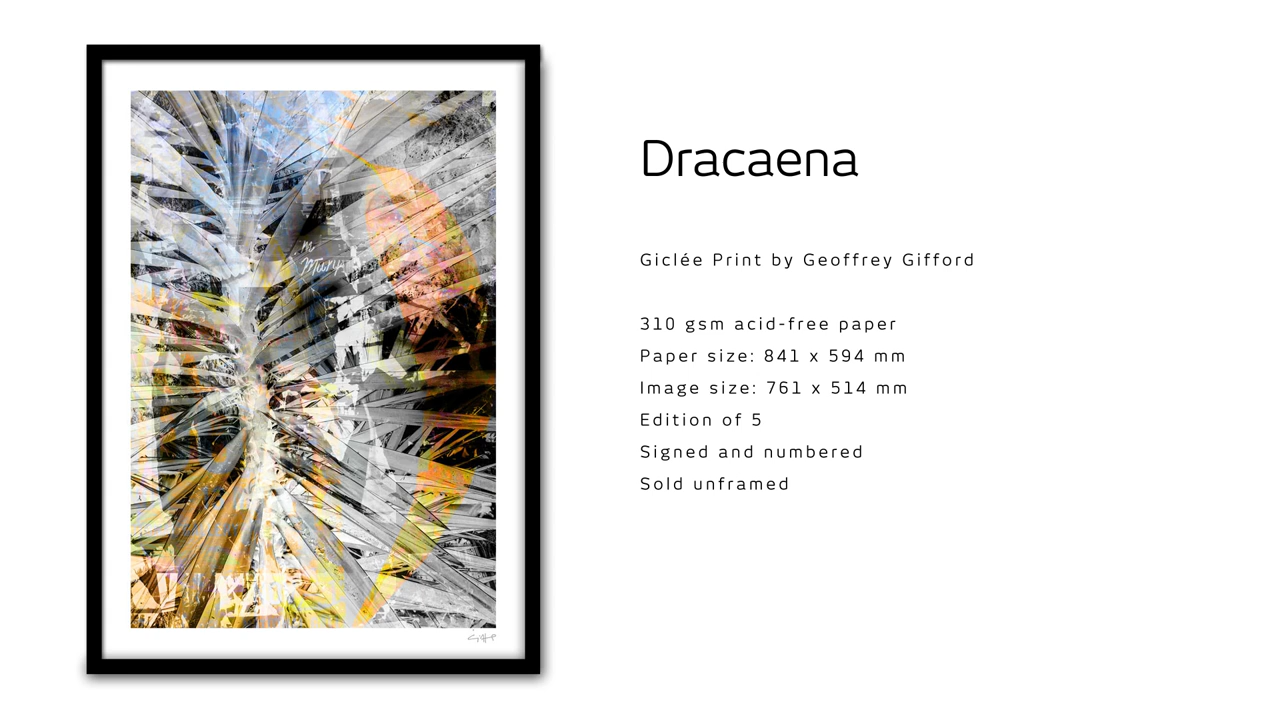 Dracaena
Giclée Print by Geoffrey Gifford
310 gsm acid-free paper
Paper size: 841 x 594 mm
Image size: 761 x 514 mm
Edition of 5
Signed and numbered
Sold unframed